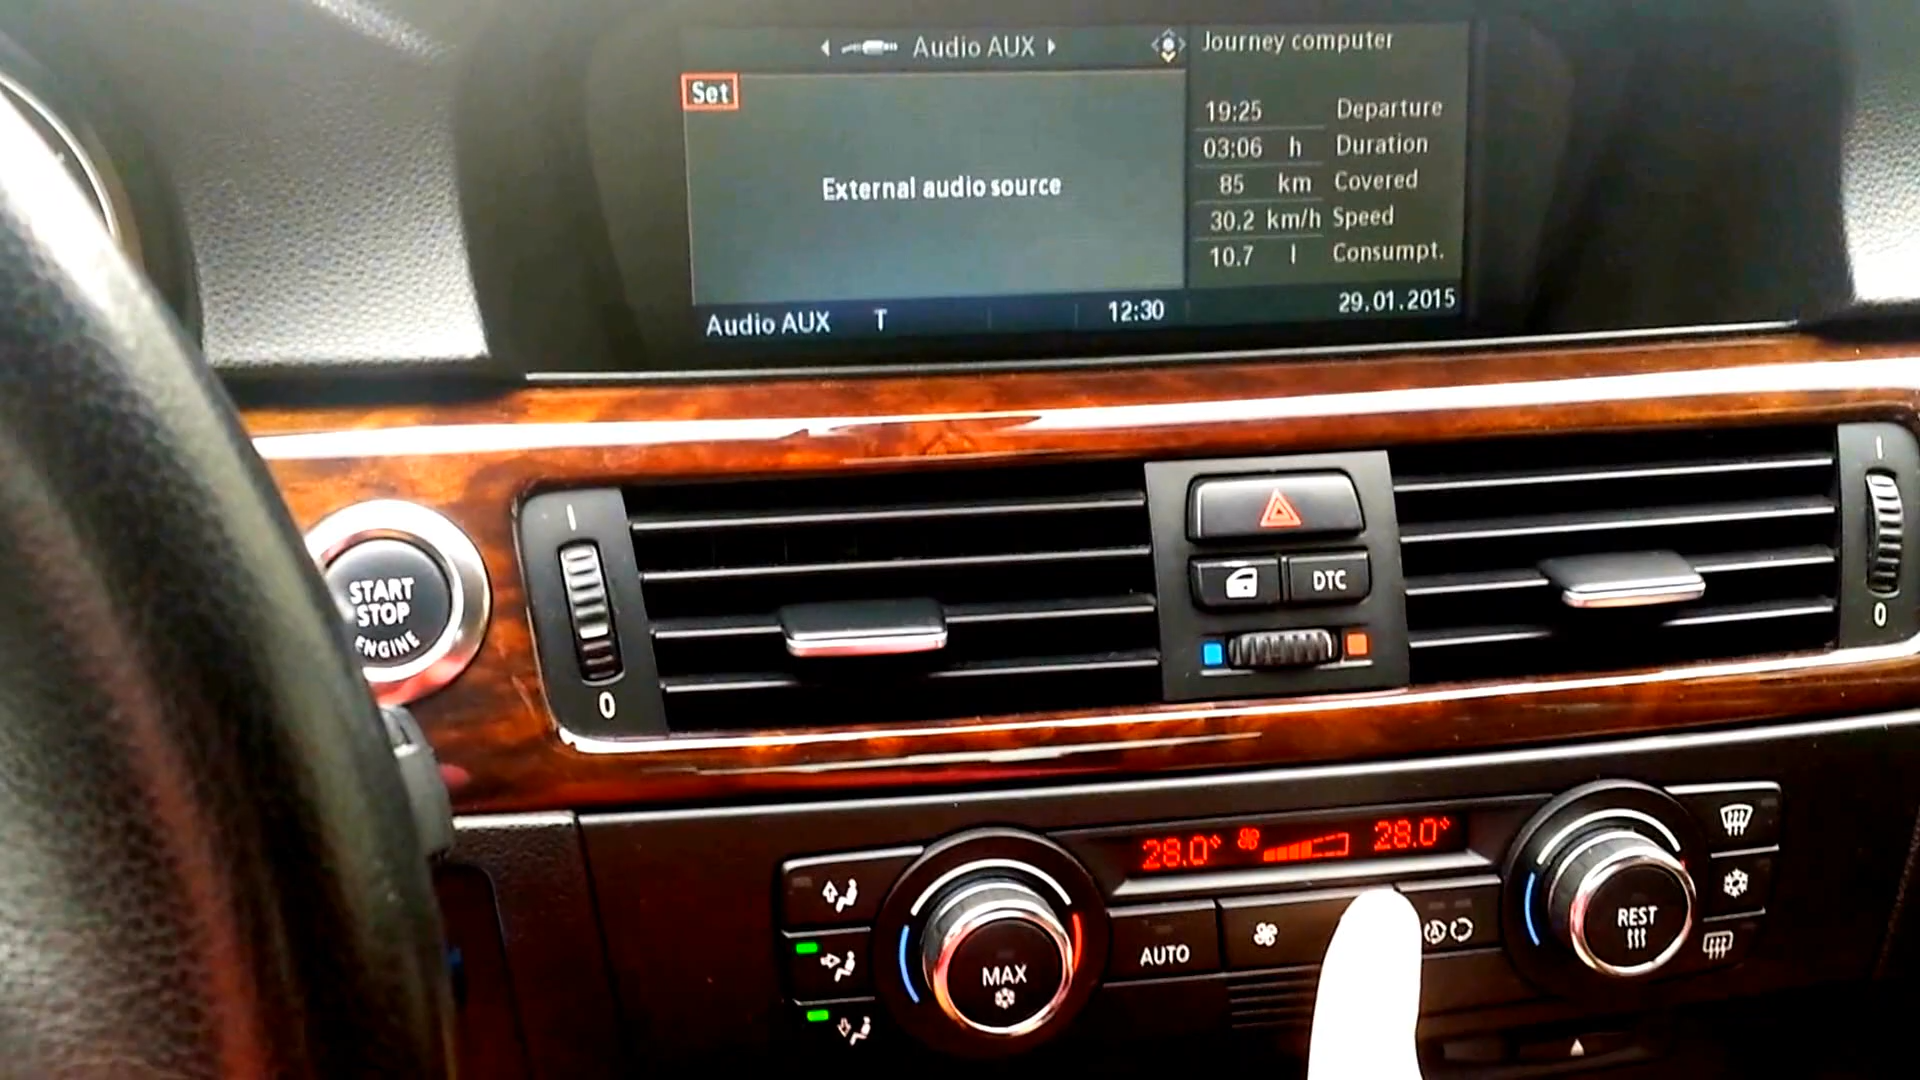 Audio AUX
Set
External audio source
Audio AUX T 12:30
Journey computer
19:25 Departure
03:06 h Duration
85 km Covered
30.2 km/h Speed
10.7 l Consumpt.
29.01.2015
START
STOP
ENGINE
I
0
DTC
I
0
28.0° 28.0°
MAX
AUTO
A
REST